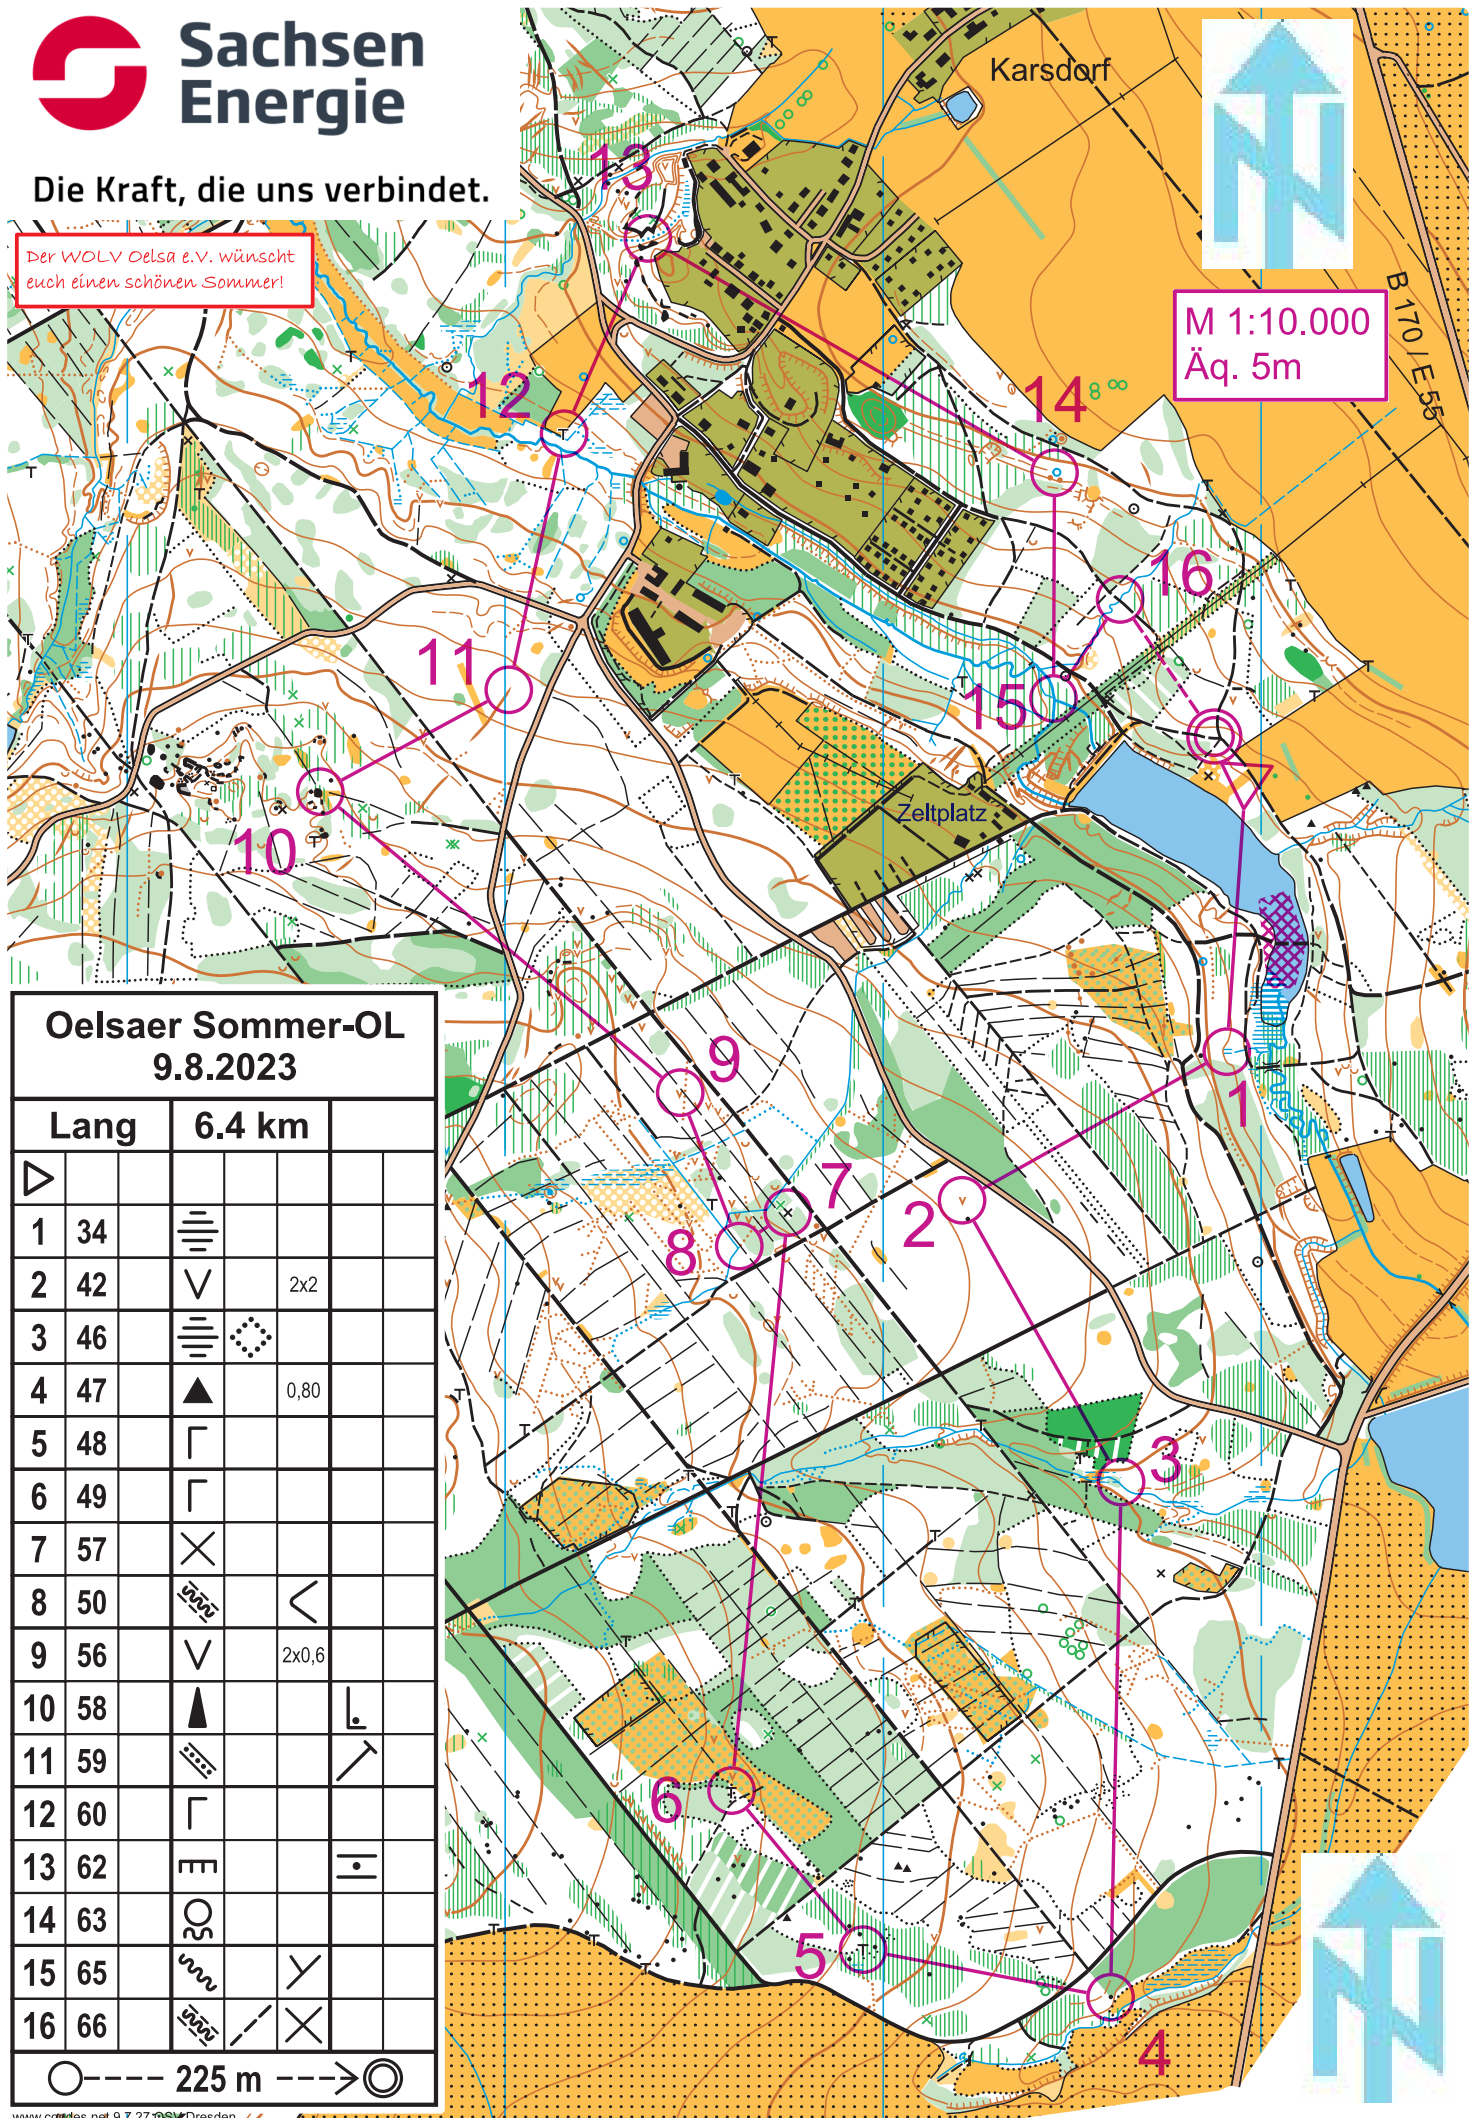 Sachsen
Energie
Die Kraft, die uns verbindet.
Der WOLV Oelsa e.V. wünscht
euch einen schönen Sommer!
Karsdorf
M 1:10.000
Äq. 5m
B 170 / E 55
13
12
14
16
11
15
10
Zeltplatz
9
1
7
2
8
3
6
5
4
Oelsaer Sommer-OL
9.8.2023
Lang 6.4 km
1 34
2 42 2x2
3 46
4 47 0,80
5 48
6 49
7 57
8 50
9 56 2x0,6
10 58
11 59
12 60
13 62
14 63
15 65
16 66
225 m